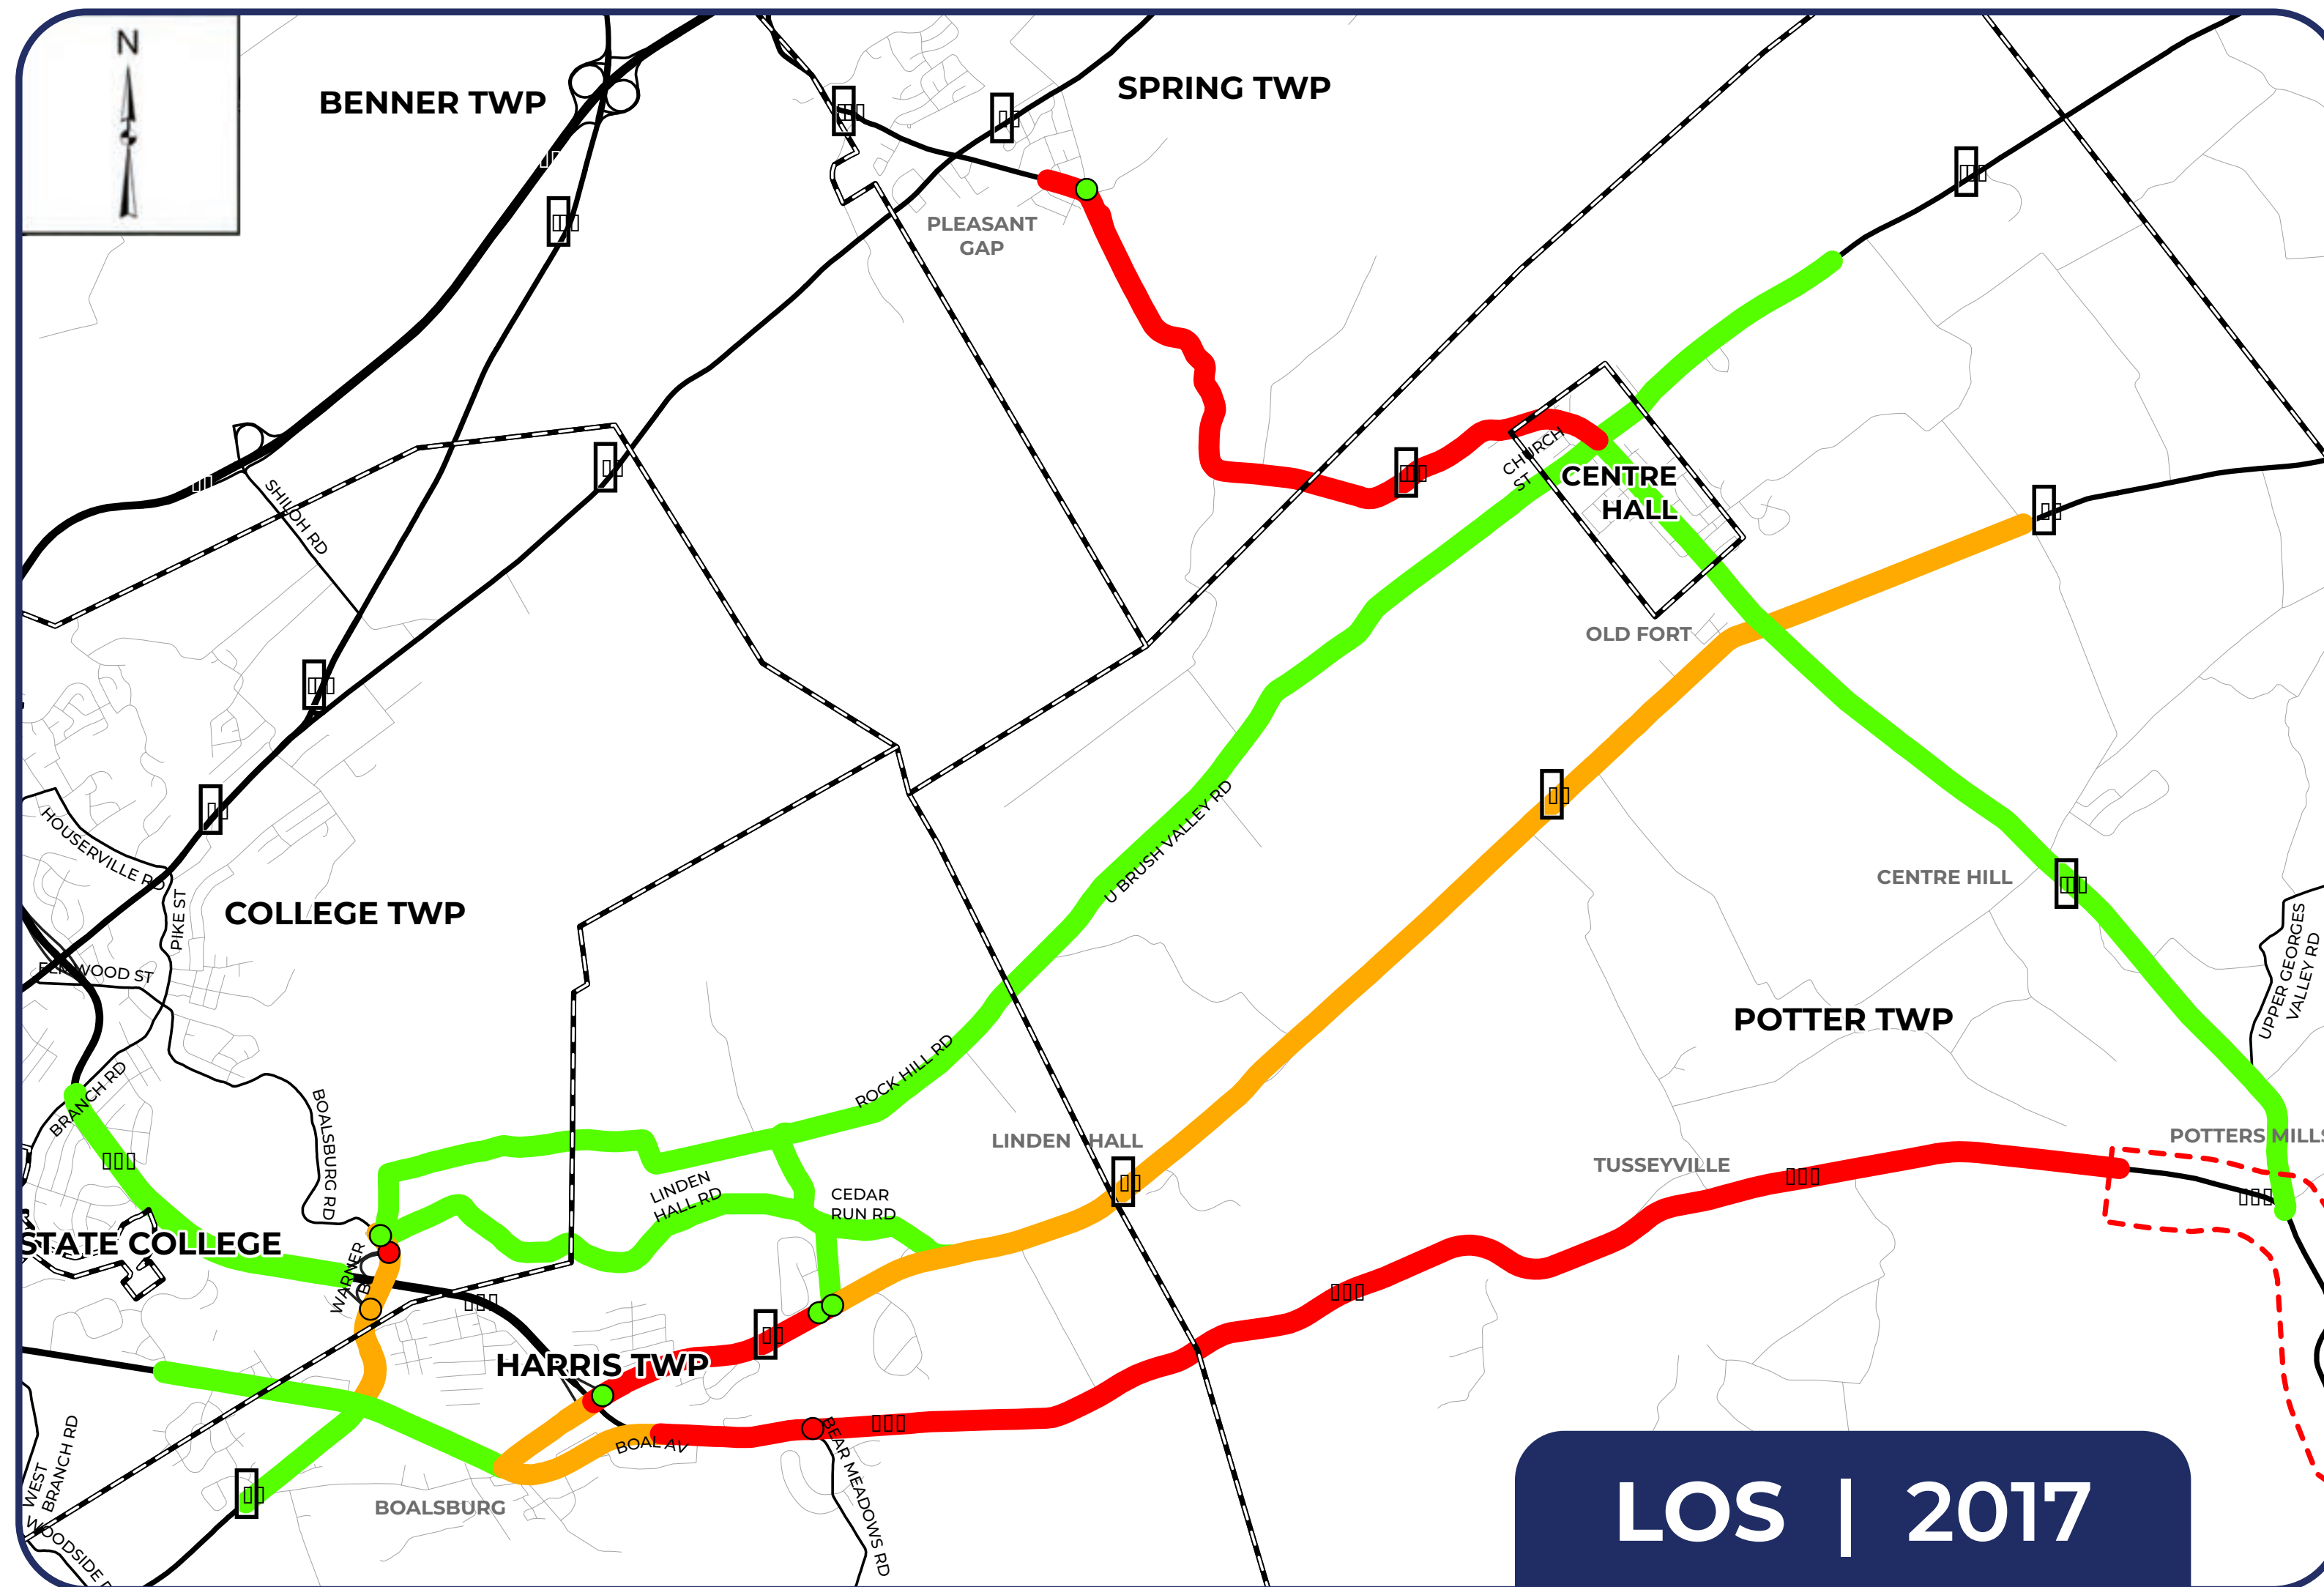 N
BENNER TWP
SPRING TWP
PLEASANT
GAP
SHILOH RD
CHURCH
ST
CENTRE
HALL
OLD FORT
HOUSERVILLE RD
PIKE ST
COLLEGE TWP
U BRUSH VALLEY RD
CENTRE HILL
ELMWOOD ST
UPPER GEORGES
VALLEY RD
POTTER TWP
BRANCH RD
BOALSBURG RD
ROCK HILL RD
LINDEN HALL
POTTERS MILLS
TUSSEYVILLE
LINDEN
HALL RD
CEDAR
RUN RD
STATE COLLEGE
WARNER
HARRIS TWP
BOAL AV
BEAR MEADOWS RD
WEST
BRANCH RD
BOALSBURG
WOODSIDE
LOS | 2017